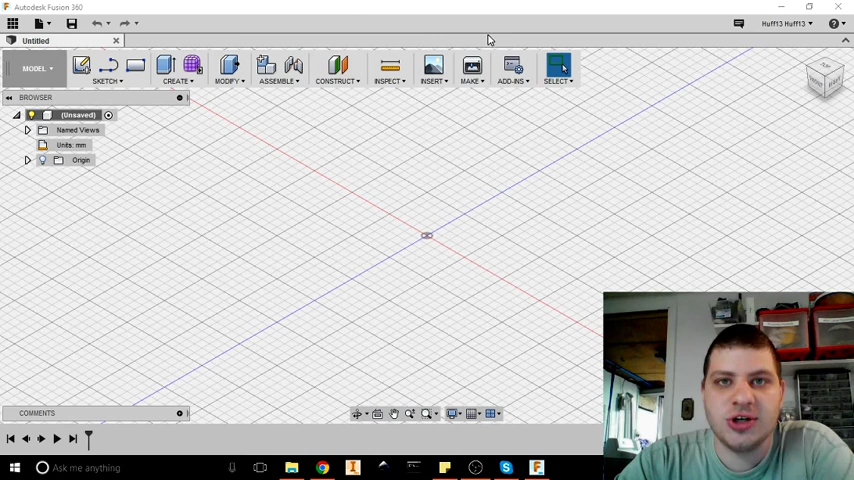 Autodesk Fusion 360
Huff13 Huff13
Untitled
MODEL
SKETCH
CREATE
MODIFY
ASSEMBLE
CONSTRUCT
INSPECT
INSERT
MAKE
ADD-INS
SELECT
BROWSER
(Unsaved)
Named Views
Units: mm
Origin
COMMENTS
Ask me anything